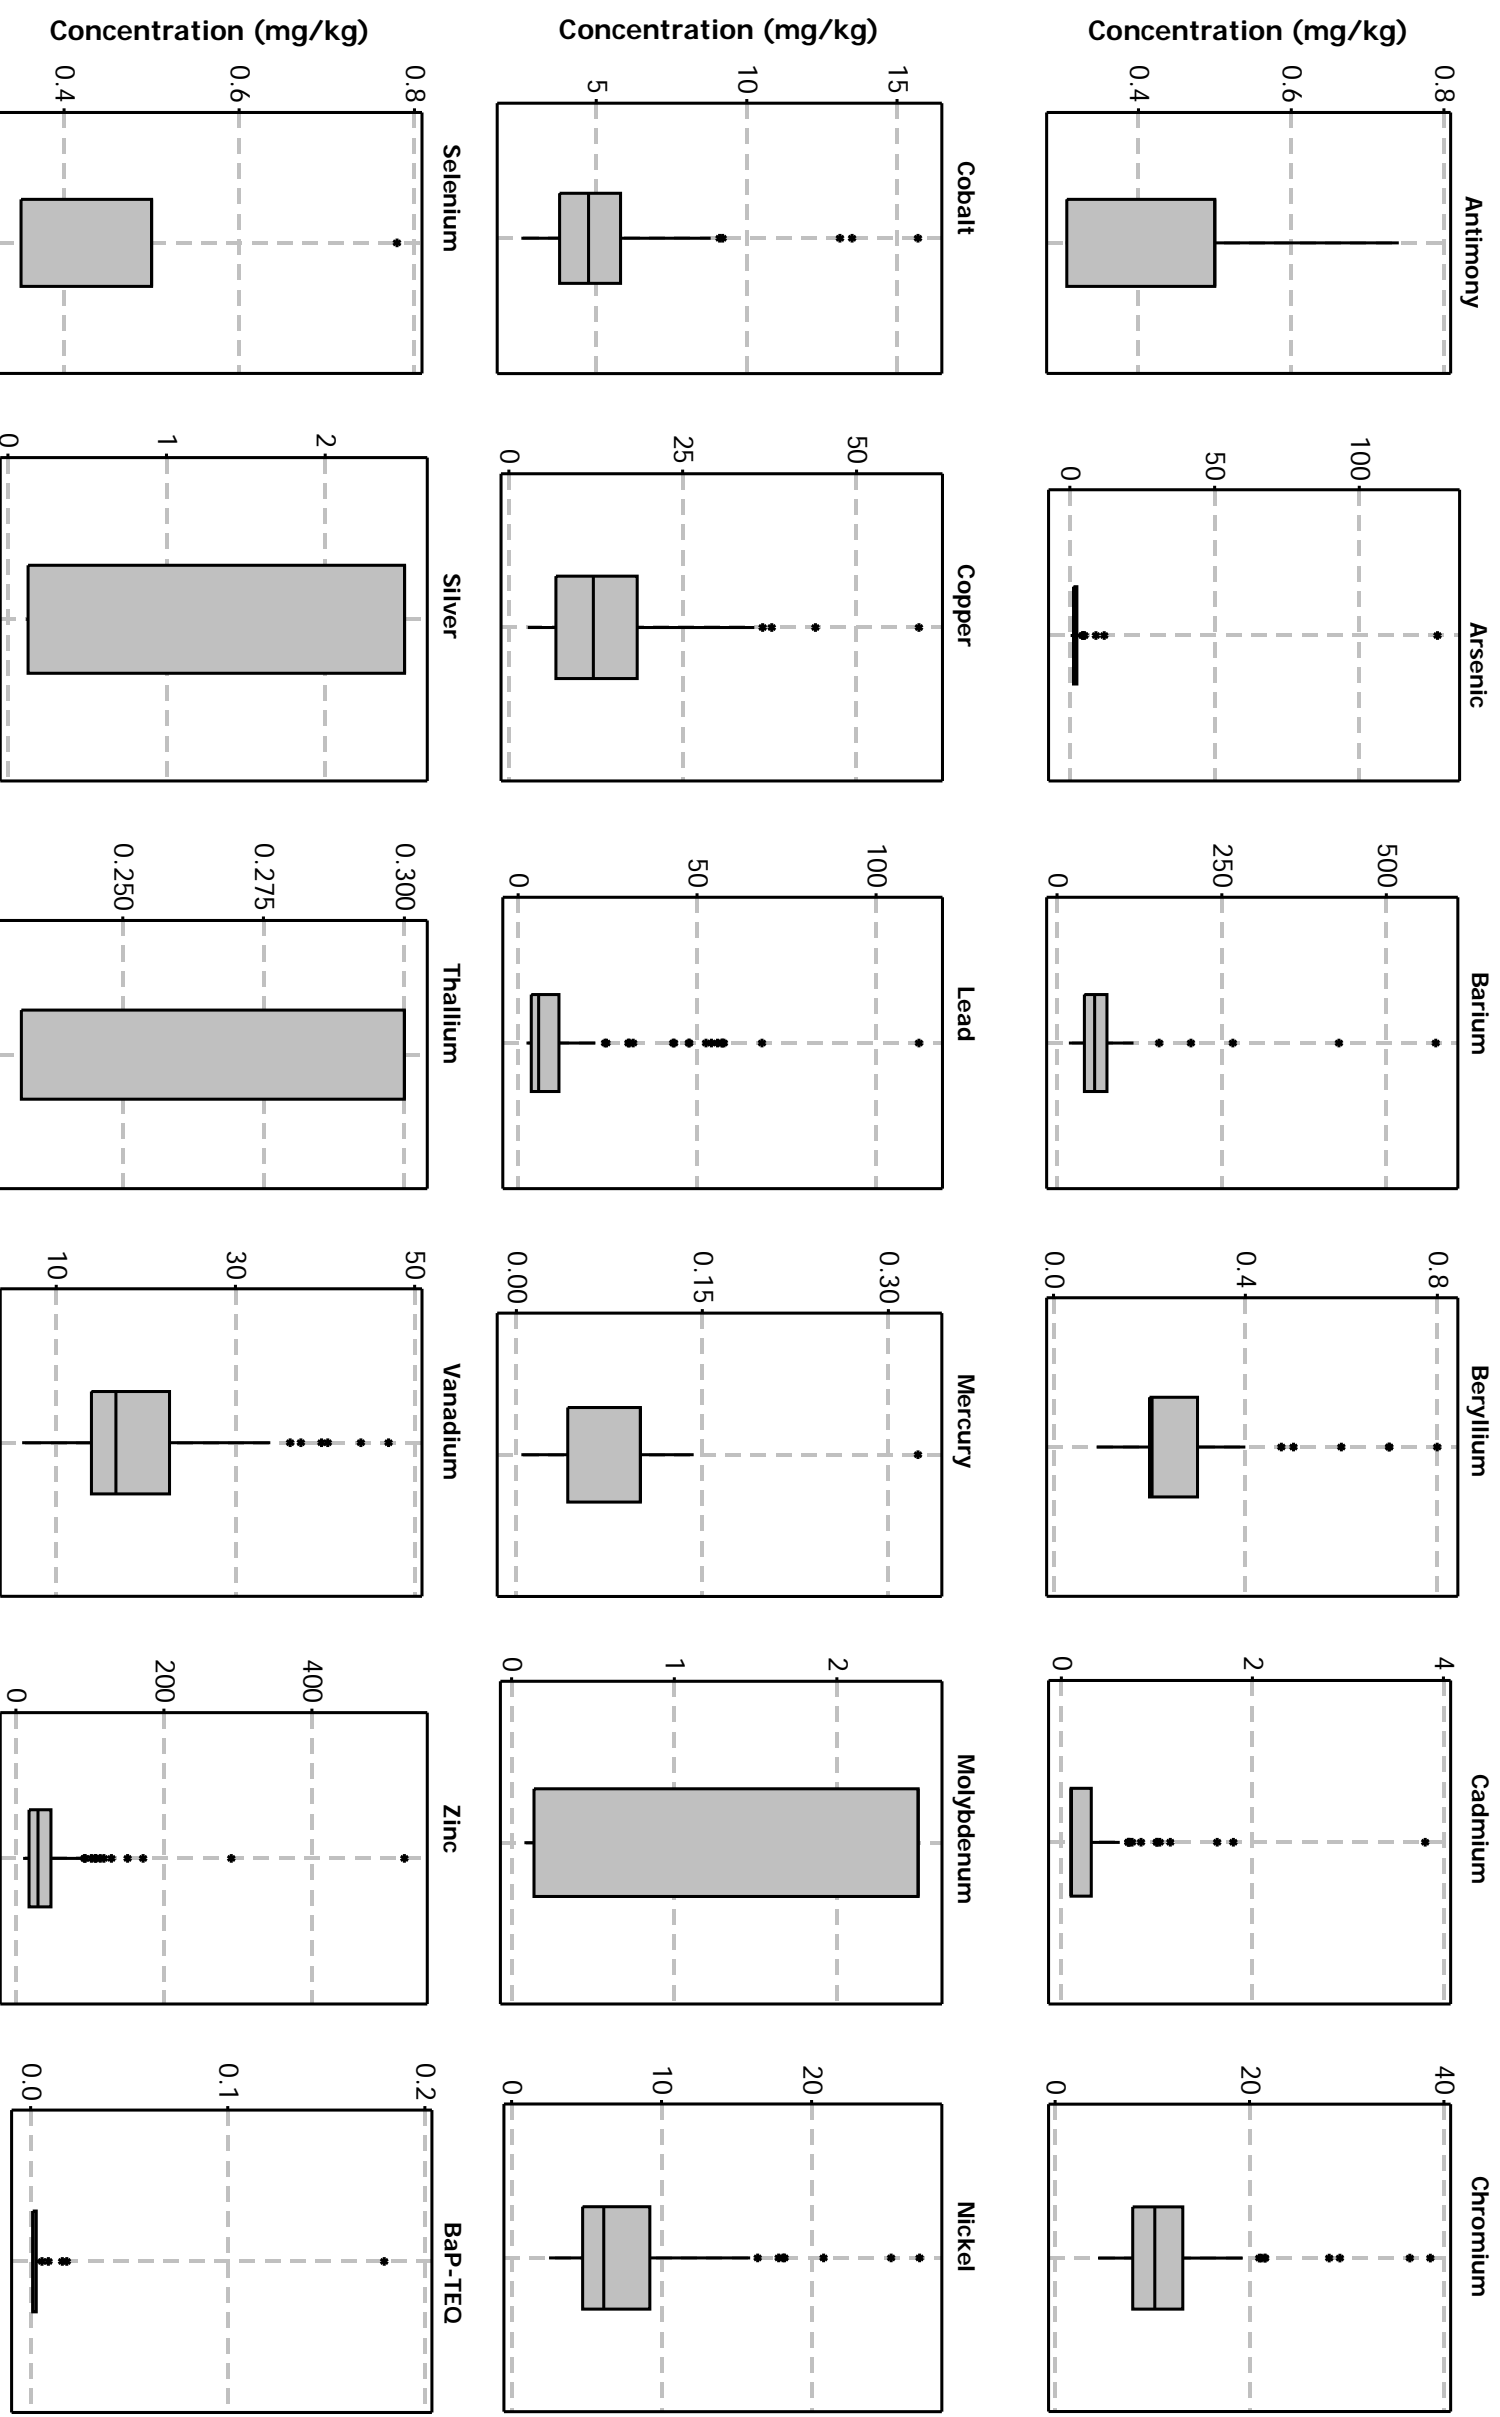 Antimony
Arsenic
Barium
Beryllium
Cadmium
Chromium
Concentration (mg/kg)
0.8
0.6
0.4
100
50
0
500
250
0
0.8
0.4
0.0
4
2
0
40
20
0
Cobalt
Copper
Lead
Mercury
Molybdenum
Nickel
Concentration (mg/kg)
15
10
5
50
25
0
100
50
0
0.30
0.15
0.00
2
1
0
20
10
0
Selenium
Silver
Thallium
Vanadium
Zinc
BaP-TEQ
Concentration (mg/kg)
0.8
0.6
0.4
2
1
0
0.300
0.275
0.250
50
30
10
400
200
0
0.2
0.1
0.0